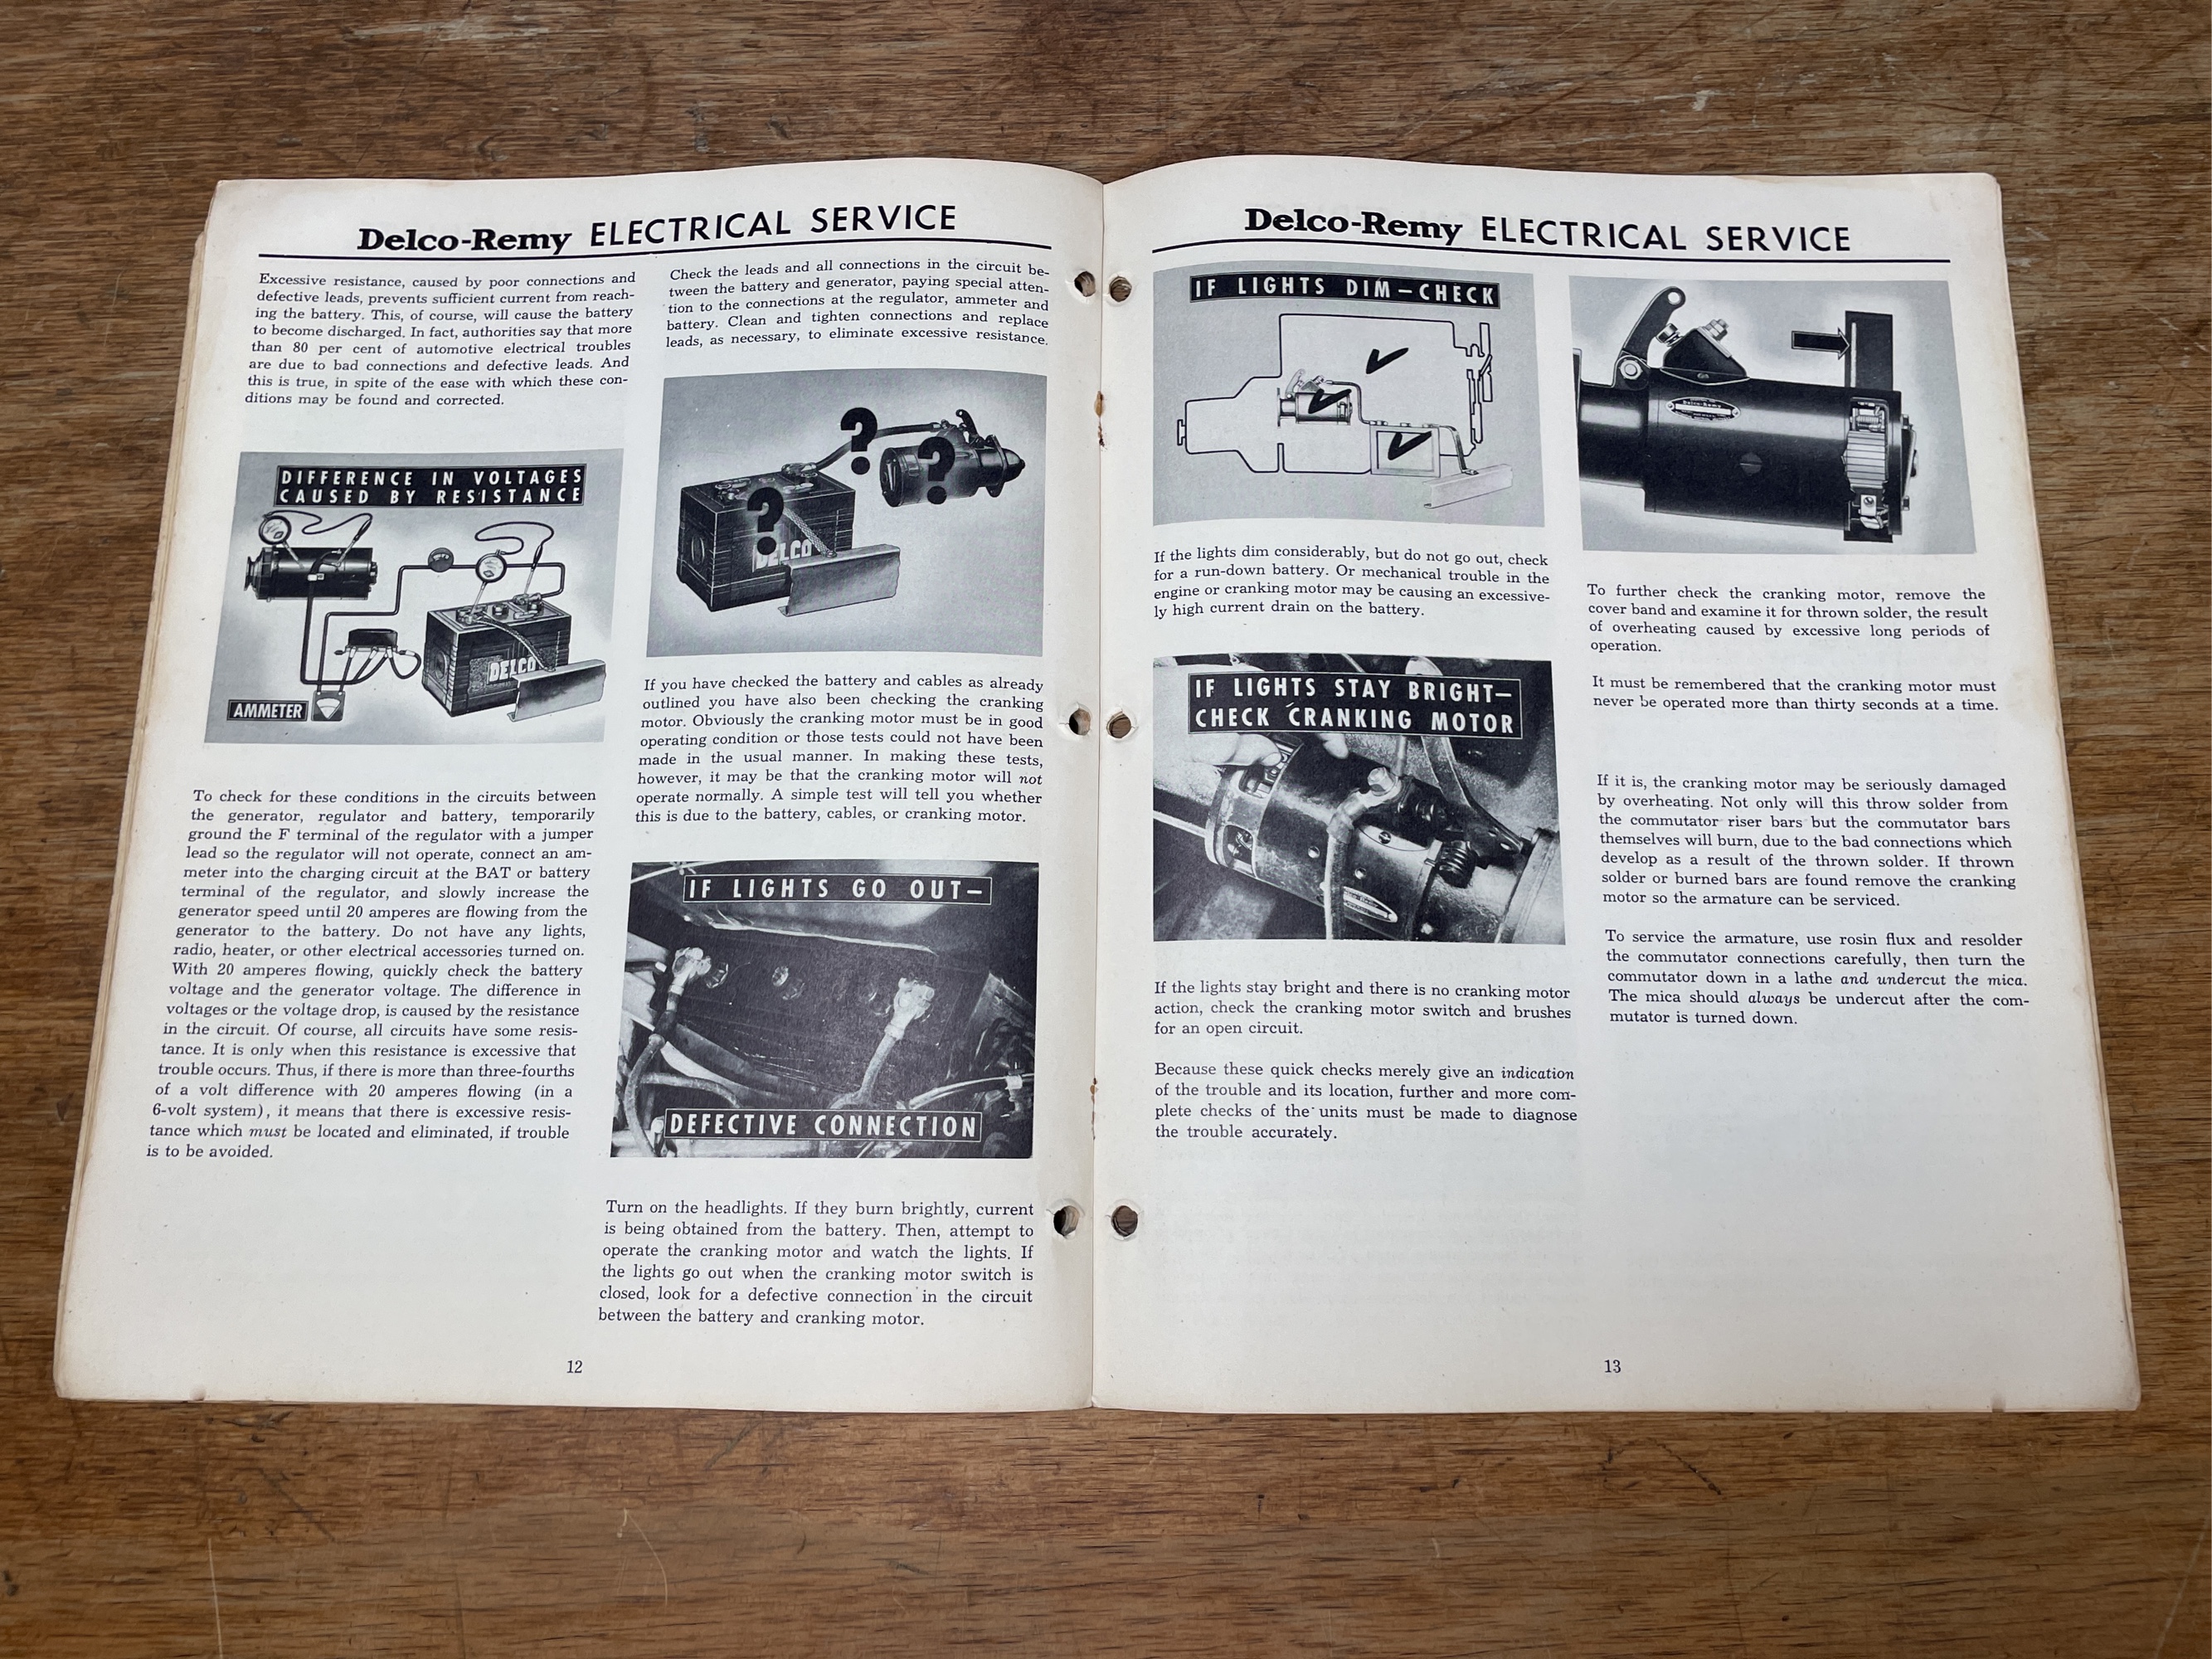 Delco-Remy ELECTRICAL SERVICE
Excessive resistance, caused by poor connections and
defective leads, prevents sufficient current from reach-
ing the battery. This, of course, will cause the battery
to become discharged. In fact, authorities say that more
than 80 per cent of automotive electrical troubles
are due to bad connections and defective leads. And
this is true, in spite of the ease with which these con-
ditions may be found and corrected.
DIFFERENCE IN VOLTAGES
CAUSED BY RESISTANCE
DELCO
AMMETER
To check for these conditions in the circuits between
the generator, regulator and battery, temporarily
ground the F terminal of the regulator with a jumper
lead so the regulator will not operate, connect an am-
meter into the charging circuit at the BAT or battery
terminal of the regulator, and slowly increase the
generator speed until 20 amperes are flowing from the
generator to the battery. Do not have any lights,
radio, heater, or other electrical accessories turned on.
With 20 amperes flowing, quickly check the battery
voltage and the generator voltage. The difference in
voltages or the voltage drop, is caused by the resistance
in the circuit. Of course, all circuits have some resis-
tance. It is only when this resistance is excessive that
trouble occurs. Thus, if there is more than three-fourths
of a volt difference with 20 amperes flowing (in a
6-volt system), it means that there is excessive resis-
tance which must be located and eliminated, if trouble
is to be avoided.
Check the leads and all connections in the circuit be-
tween the battery and generator, paying special atten-
tion to the connections at the regulator, ammeter and
battery. Clean and tighten connections and replace
leads, as necessary, to eliminate excessive resistance.
? ?
?
DELCO
If you have checked the battery and cables as already
outlined you have also been checking the cranking
motor. Obviously the cranking motor must be in good
operating condition or those tests could not have been
made in the usual manner. In making these tests,
however, it may be that the cranking motor will not
operate normally. A simple test will tell you whether
this is due to the battery, cables, or cranking motor.
IF LIGHTS GO OUT—
DEFECTIVE CONNECTION
Turn on the headlights. If they burn brightly, current
is being obtained from the battery. Then, attempt to
operate the cranking motor and watch the lights. If
the lights go out when the cranking motor switch is
closed, look for a defective connection in the circuit
between the battery and cranking motor.
12
Delco-Remy ELECTRICAL SERVICE
IF LIGHTS DIM—CHECK
If the lights dim considerably, but do not go out, check
for a run-down battery. Or mechanical trouble in the
engine or cranking motor may be causing an excessive-
ly high current drain on the battery.
IF LIGHTS STAY BRIGHT—
CHECK CRANKING MOTOR
If the lights stay bright and there is no cranking motor
action, check the cranking motor switch and brushes
for an open circuit.
Because these quick checks merely give an indication
of the trouble and its location, further and more com-
plete checks of the units must be made to diagnose
the trouble accurately.
Delco-Remy
To further check the cranking motor, remove the
cover band and examine it for thrown solder, the result
of overheating caused by excessive long periods of
operation.
It must be remembered that the cranking motor must
never be operated more than thirty seconds at a time.
If it is, the cranking motor may be seriously damaged
by overheating. Not only will this throw solder from
the commutator riser bars but the commutator bars
themselves will burn, due to the bad connections which
develop as a result of the thrown solder. If thrown
solder or burned bars are found remove the cranking
motor so the armature can be serviced.
To service the armature, use rosin flux and resolder
the commutator connections carefully, then turn the
commutator down in a lathe and undercut the mica.
The mica should always be undercut after the com-
mutator is turned down.
13